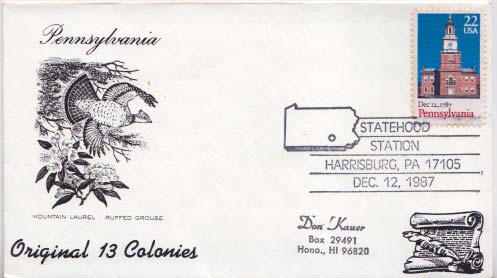 Pennsylvania
22
USA
Dec 12, 1787
Pennsylvania
STATEHOOD
STATION
HARRISBURG, PA 17105
DEC. 12, 1987
MOUNTAIN LAUREL RUFFED GROUSE
Original 13 Colonies
Don Kauer
Box 29491
Hono., HI 96820